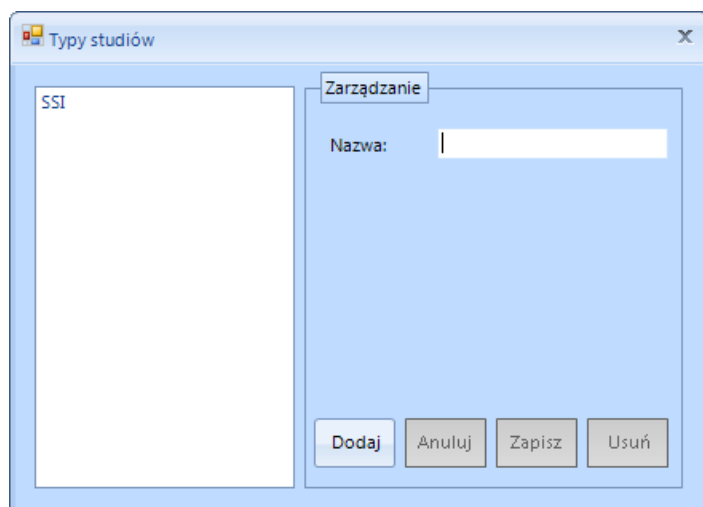 Typy studiów
SSI
Zarządzanie
Nazwa:
Dodaj Anuluj Zapisz Usuń